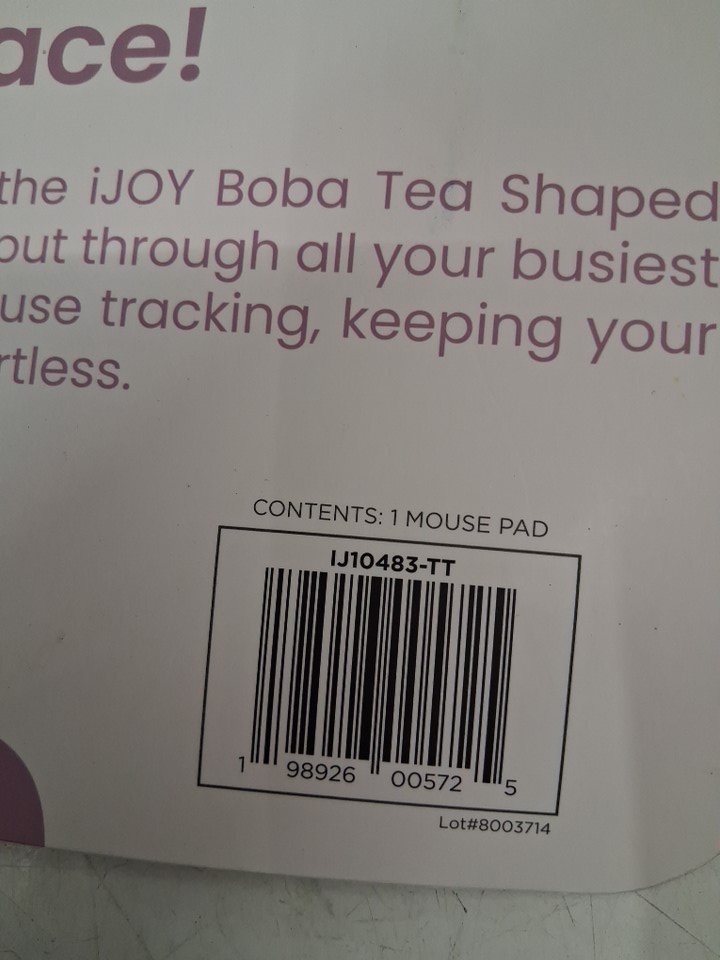 ace!
the iJOY Boba Tea Shaped
out through all your busiest
use tracking, keeping your
rtless.
CONTENTS: 1 MOUSE PAD
IJ10483-TT
1 98926 00572 5
Lot#8003714